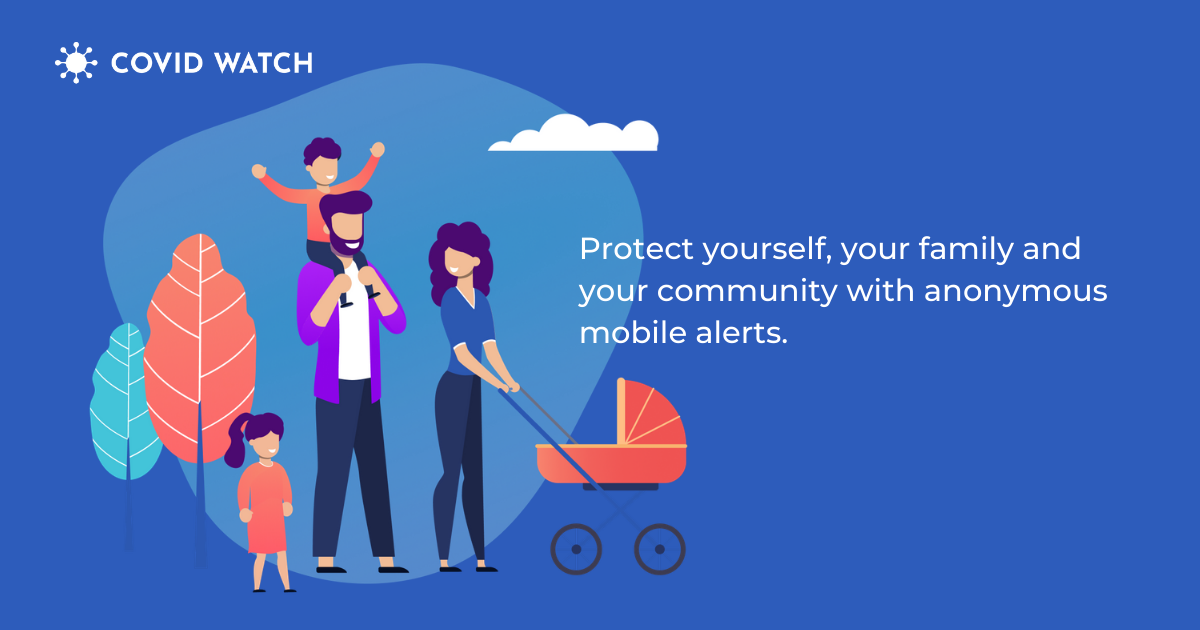 COVID WATCH
Protect yourself, your family and
your community with anonymous
mobile alerts.